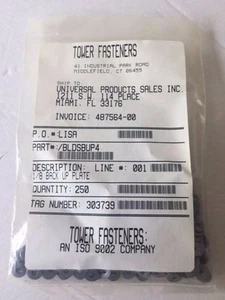 TOWER FASTENERS
41 INDUSTRIAL PARK ROAD
MIDDLEFIELD, CT 06455
SHIP TO:
UNIVERSAL PRODUCTS SALES INC.
1211 S.W. 114 PLACE
MIAMI, FL 33176
INVOICE: 487564-00
P.O. #:LISA
PART#:/BLDSBUP4
DESCRIPTION: LINE #: 001
1/8 BACK UP PLATE
QUANTITY: 250
TAG NUMBER: 303739
TOWER FASTENERS:
AN ISO 9002 COMPANY